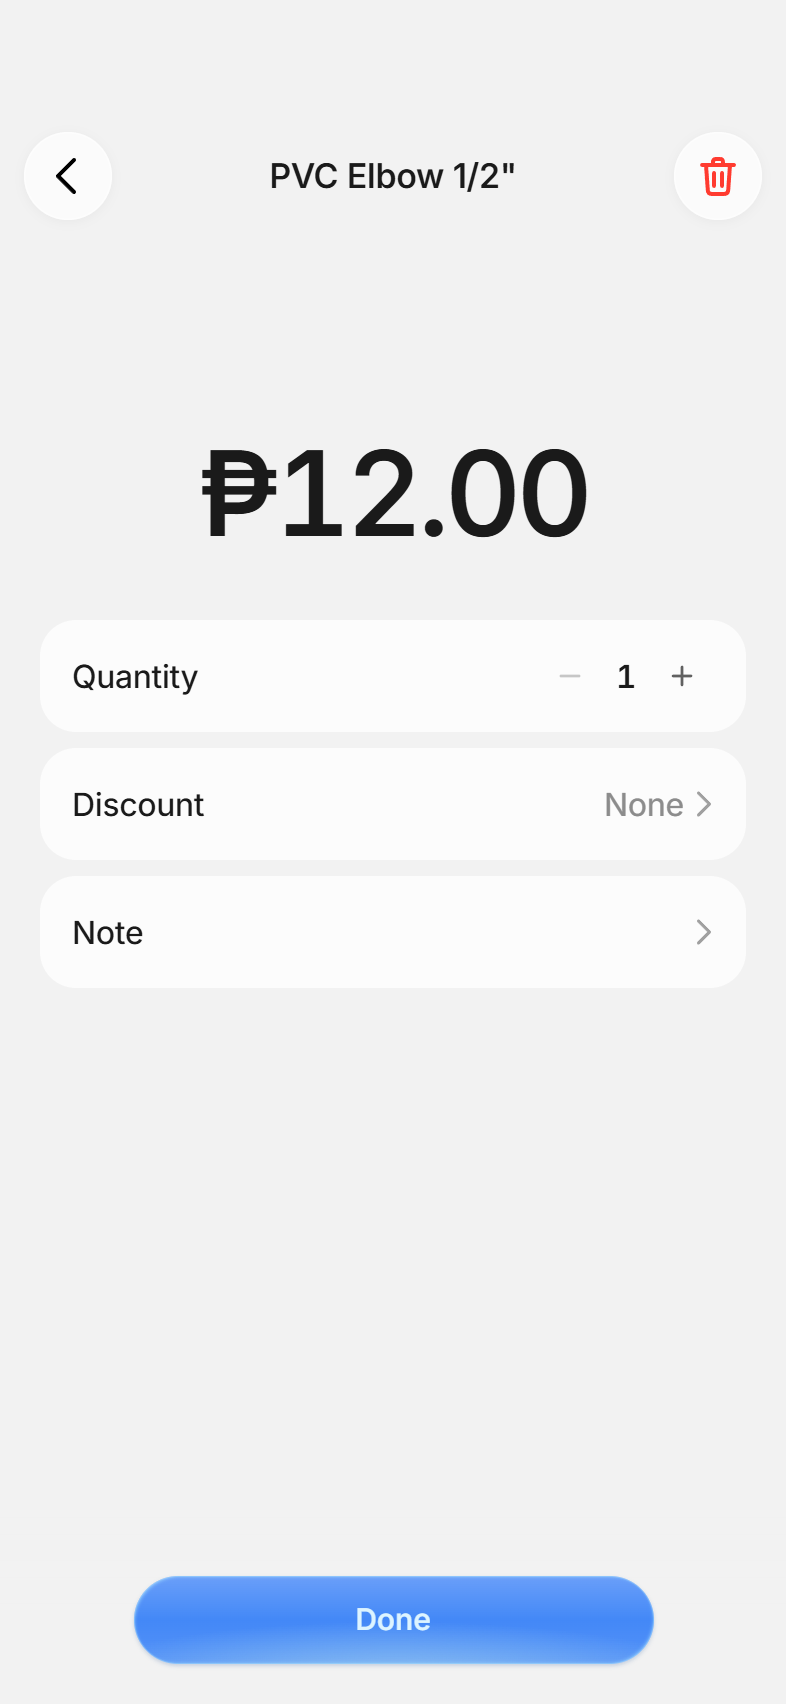 PVC Elbow 1/2"
₱12.00
Quantity − 1 +
Discount None
Note
Done